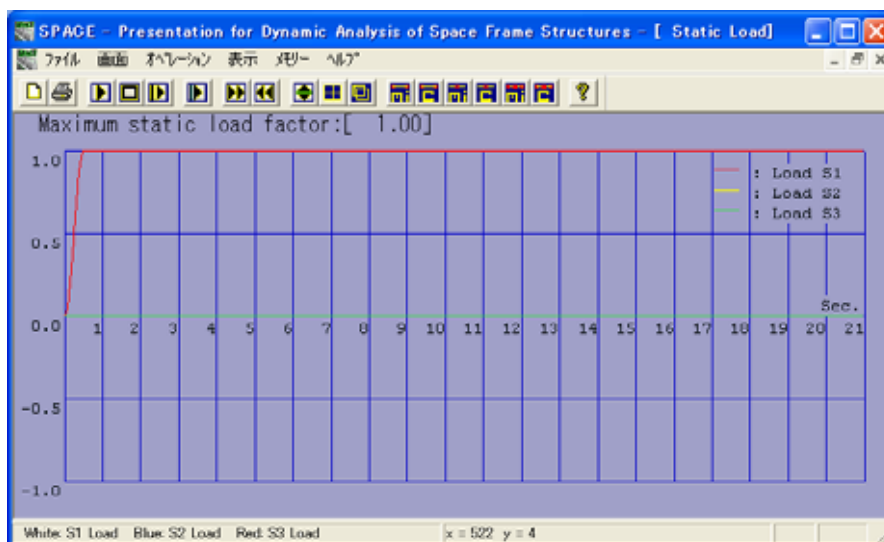 SPACE - Presentation for Dynamic Analysis of Space Frame Structures - [ Static Load]
ファイル 画面 オペレーション 表示 メモリー ヘルプ
Maximum static load factor:[ 1.00]
1.0
: Load S1
: Load S2
: Load S3
0.5
Sec.
0.0
1 2 3 4 5 6 7 8 9 10 11 12 13 14 15 16 17 18 19 20 21
-0.5
-1.0
White: S1 Load Blue: S2 Load Red: S3 Load x = 522 y = 4